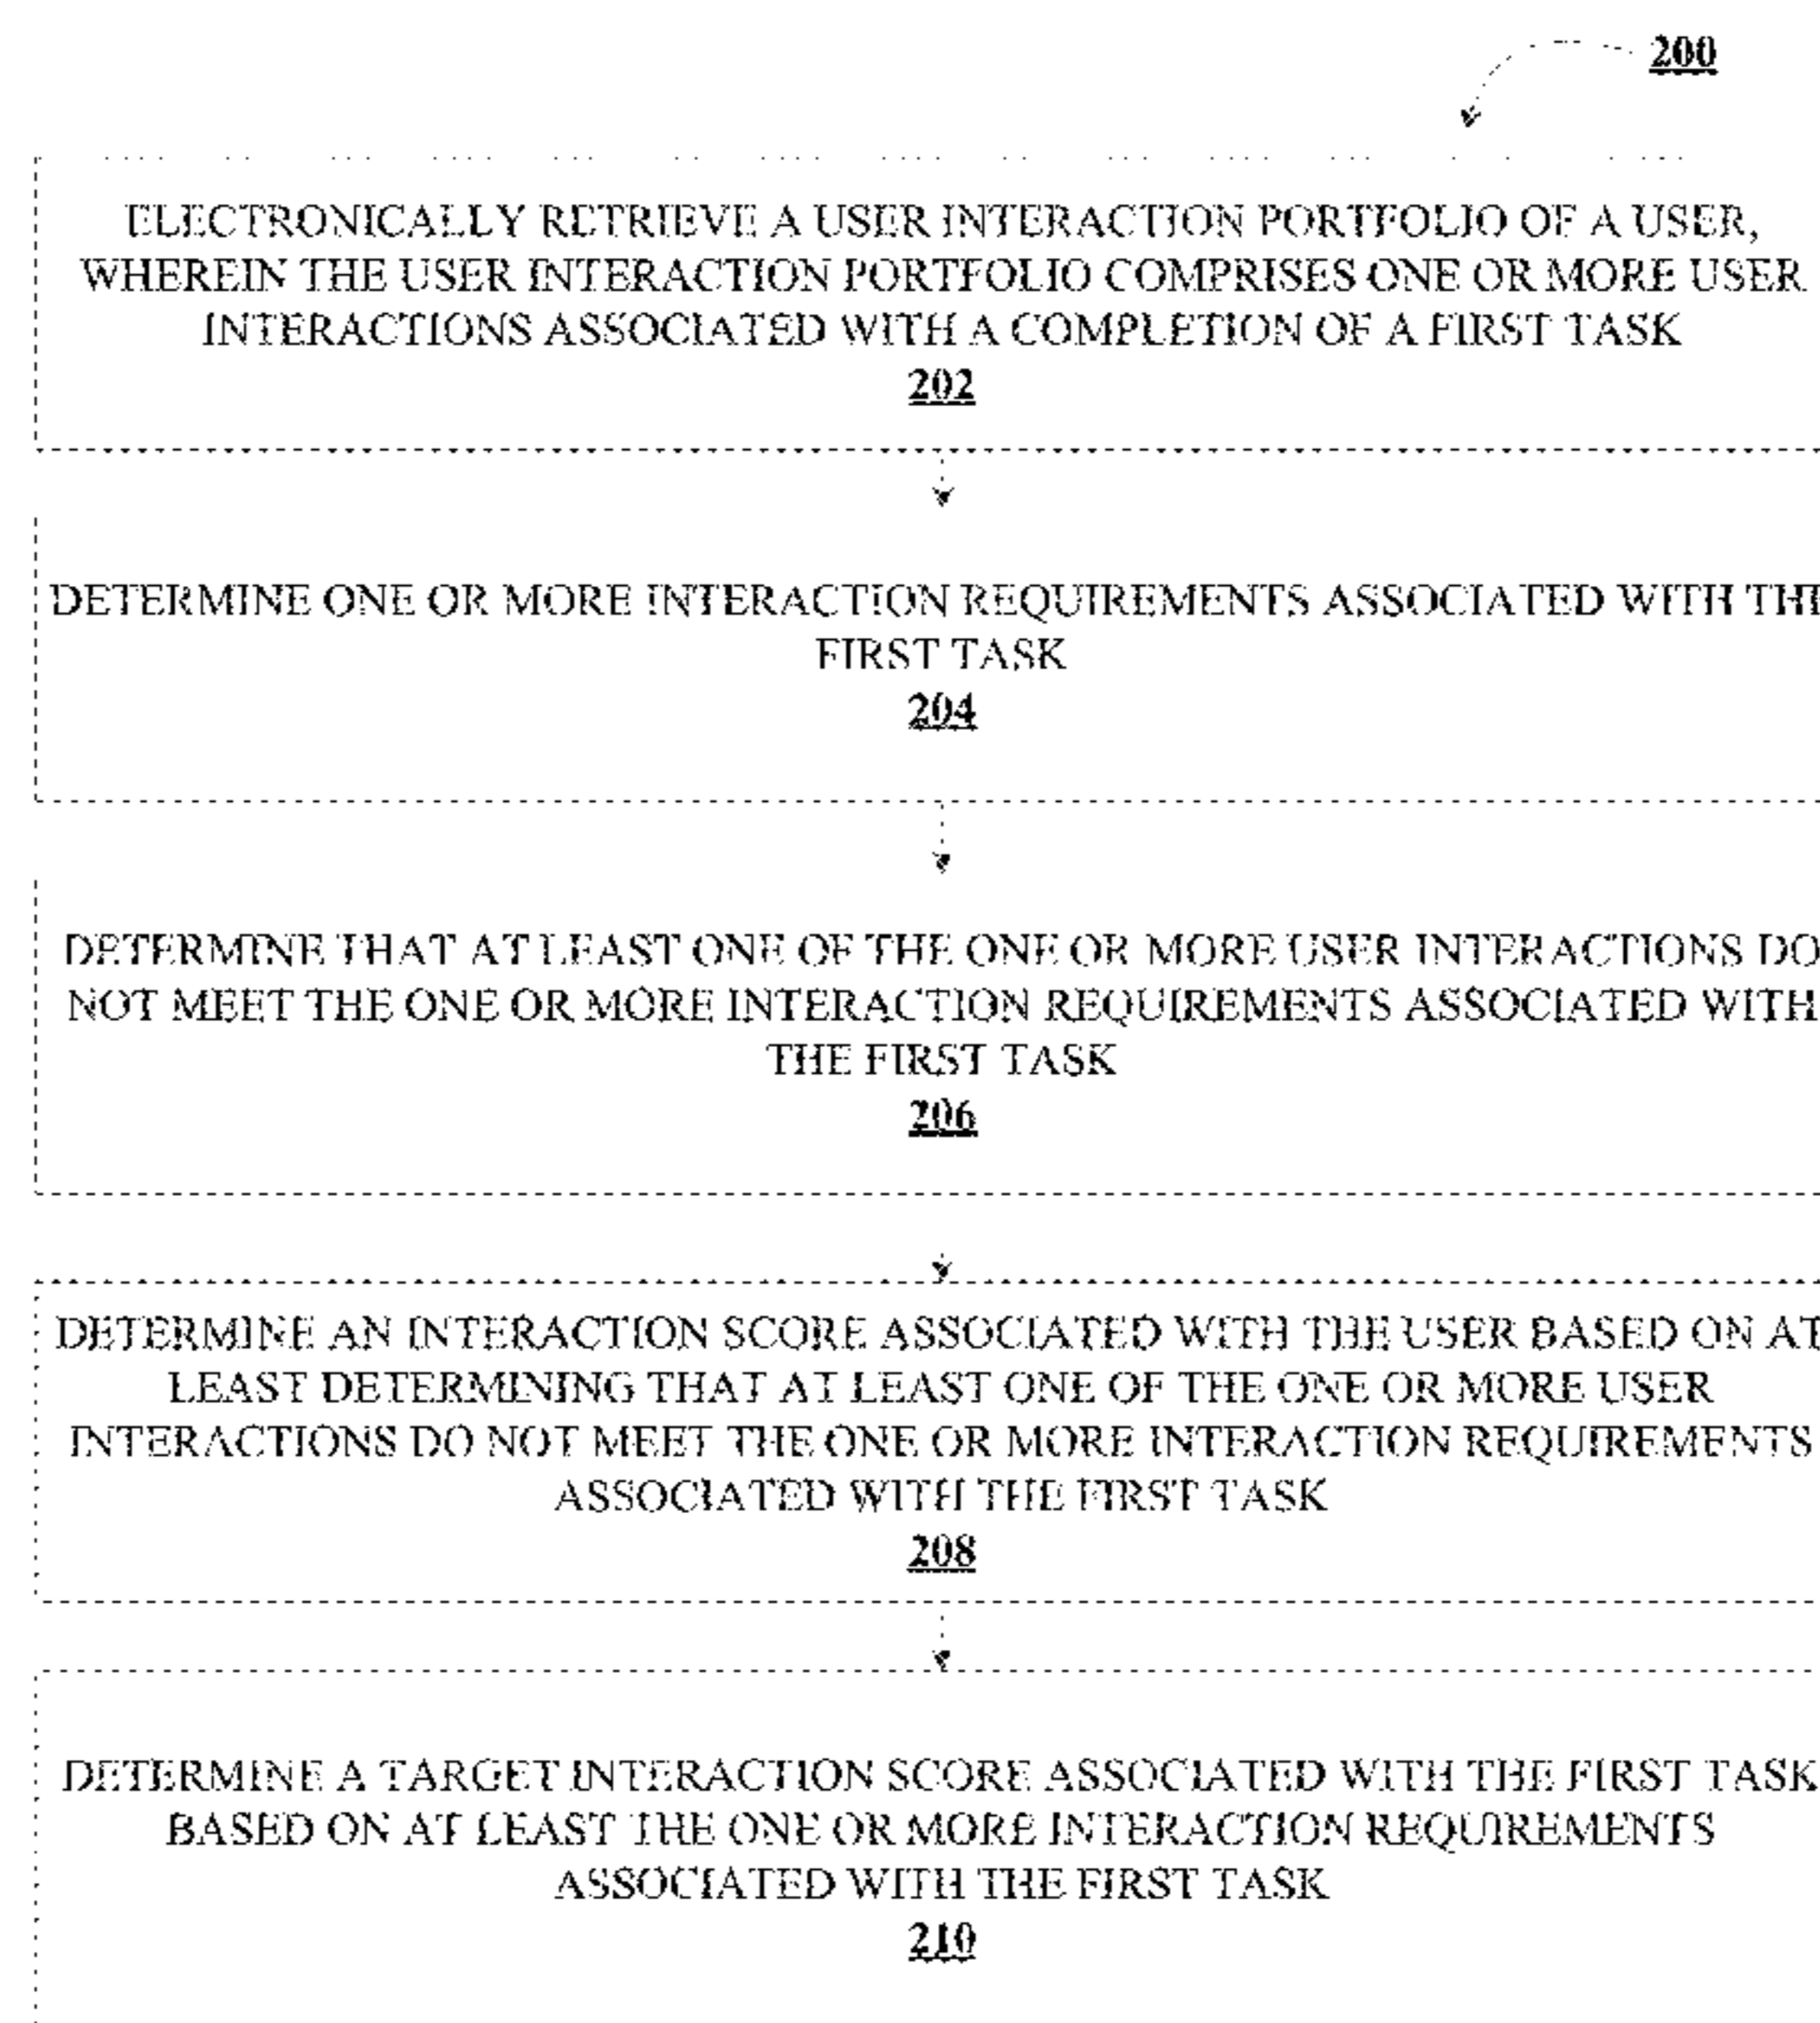 200
ELECTRONICALLY RETRIEVE A USER INTERACTION PORTFOLIO OF A USER,
WHEREIN THE USER INTERACTION PORTFOLIO COMPRISES ONE OR MORE USER
INTERACTIONS ASSOCIATED WITH A COMPLETION OF A FIRST TASK
202
DETERMINE ONE OR MORE INTERACTION REQUIREMENTS ASSOCIATED WITH THE
FIRST TASK
204
DETERMINE THAT AT LEAST ONE OF THE ONE OR MORE USER INTERACTIONS DO
NOT MEET THE ONE OR MORE INTERACTION REQUIREMENTS ASSOCIATED WITH
THE FIRST TASK
206
DETERMINE AN INTERACTION SCORE ASSOCIATED WITH THE USER BASED ON AT
LEAST DETERMINING THAT AT LEAST ONE OF THE ONE OR MORE USER
INTERACTIONS DO NOT MEET THE ONE OR MORE INTERACTION REQUIREMENTS
ASSOCIATED WITH THE FIRST TASK
208
DETERMINE A TARGET INTERACTION SCORE ASSOCIATED WITH THE FIRST TASK
BASED ON AT LEAST THE ONE OR MORE INTERACTION REQUIREMENTS
ASSOCIATED WITH THE FIRST TASK
210